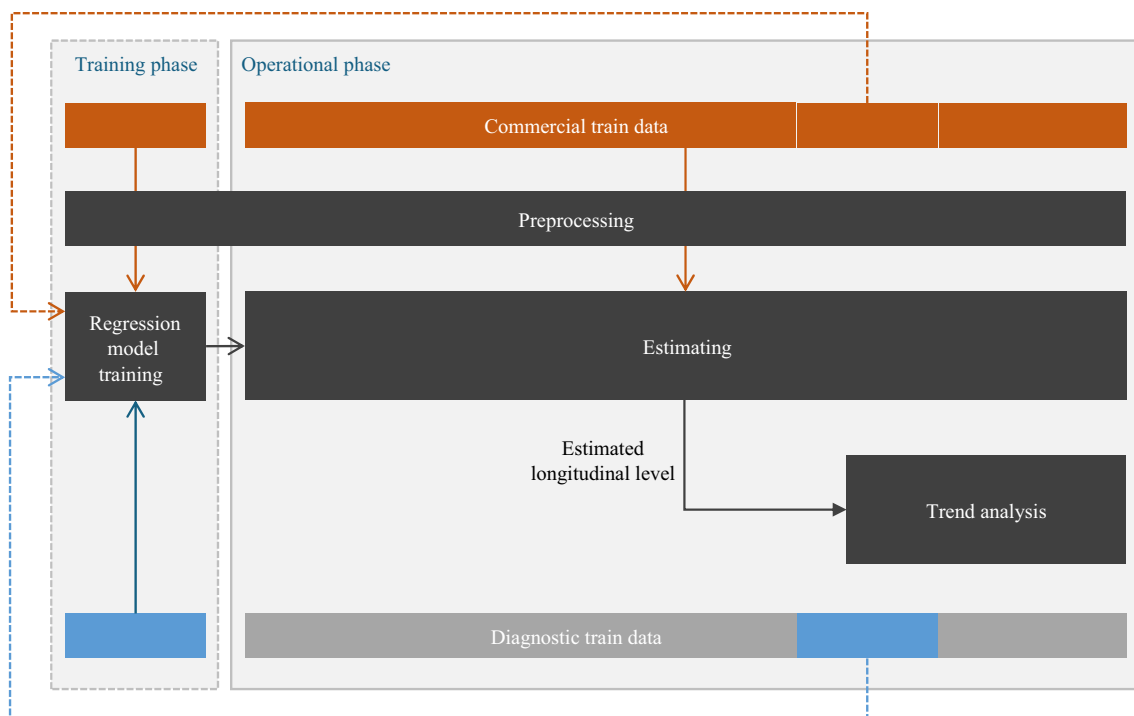 Training phase
Operational phase
Commercial train data
Preprocessing
Regression
model
training
Estimating
Estimated
longitudinal level
Trend analysis
Diagnostic train data